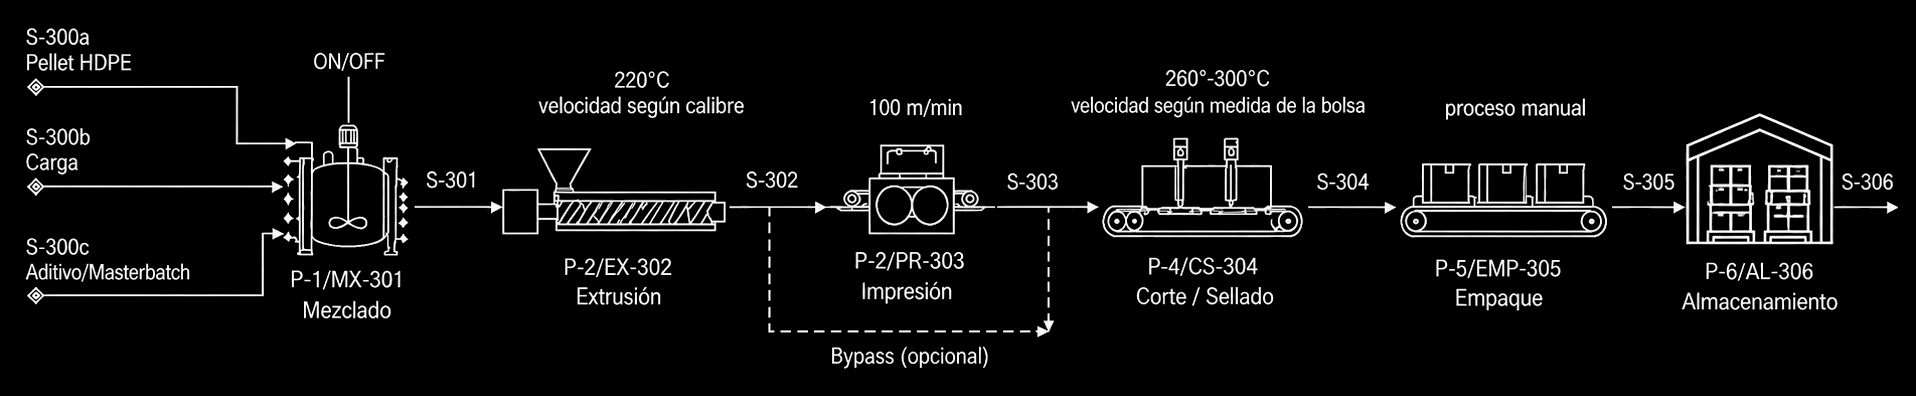 S-300a
Pellet HDPE
S-300b
Carga
S-300c
Aditivo/Masterbatch
ON/OFF
P-1/MX-301
Mezclado
S-301
220°C
velocidad según calibre
P-2/EX-302
Extrusión
S-302
100 m/min
P-2/PR-303
Impresión
Bypass (opcional)
S-303
260°-300°C
velocidad según medida de la bolsa
P-4/CS-304
Corte / Sellado
S-304
proceso manual
P-5/EMP-305
Empaque
S-305
P-6/AL-306
Almacenamiento
S-306